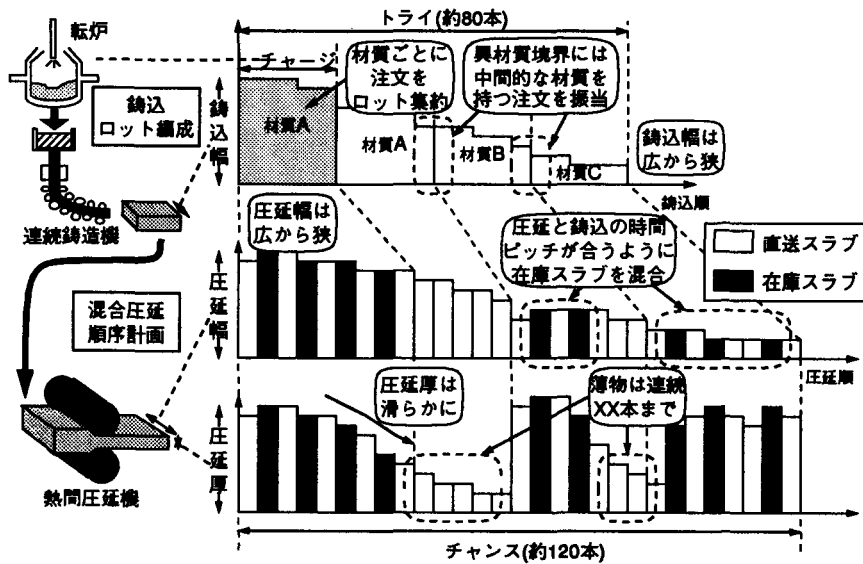 トライ(約80本)
転炉
チャージ
材質ごとに
注文を
ロット集約
異材質境界には
中間的な材質を
持つ注文を振当
鋳込
ロット編成
鋳込幅
材質A
材質A
材質B
材質C
鋳込幅は
広から狭
鋳込順
連続鋳造機
圧延幅は
広から狭
圧延と鋳込の時間
ピッチが合うように
在庫スラブを混合
直送スラブ
在庫スラブ
混合圧延
順序計画
圧延幅
圧延順
圧延厚は
滑らかに
薄物は連続
XX本まで
圧延厚
熱間圧延機
チャンス(約120本)